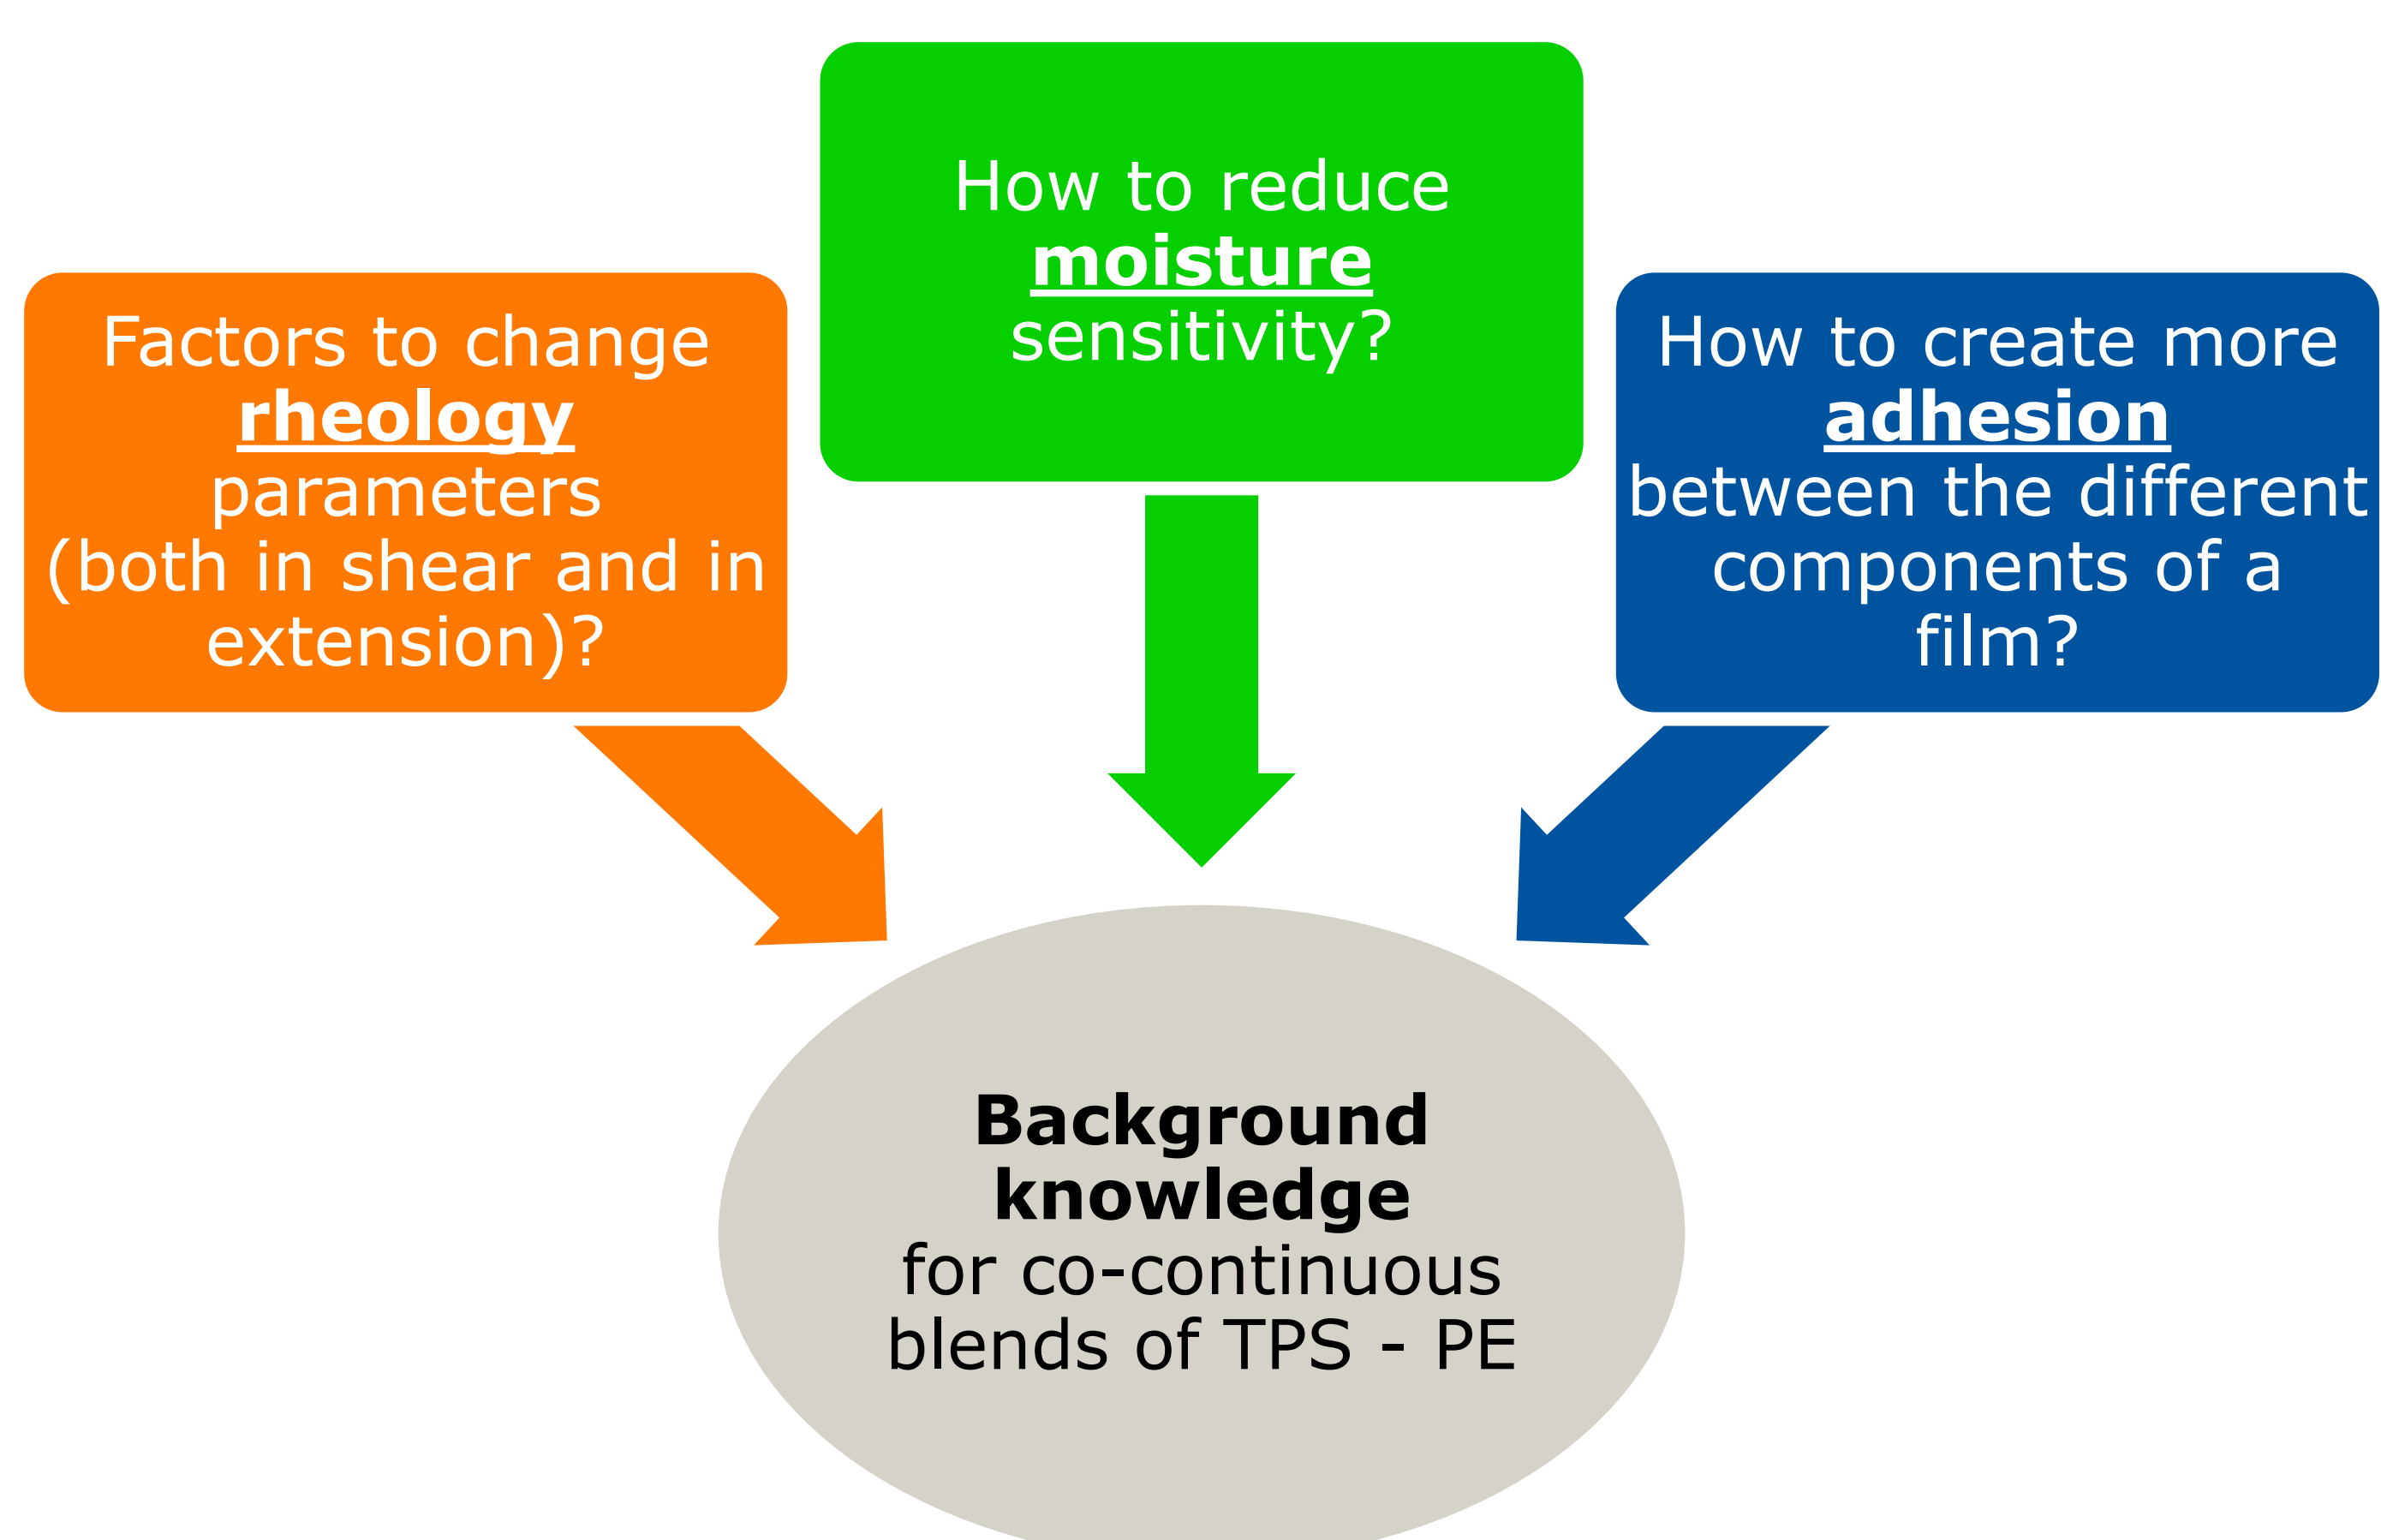 How to reduce
moisture
sensitivity?
Factors to change
rheology
parameters
(both in shear and in
extension)?
How to create more
adhesion
between the different
components of a
film?
Background
knowledge
for co-continuous
blends of TPS - PE